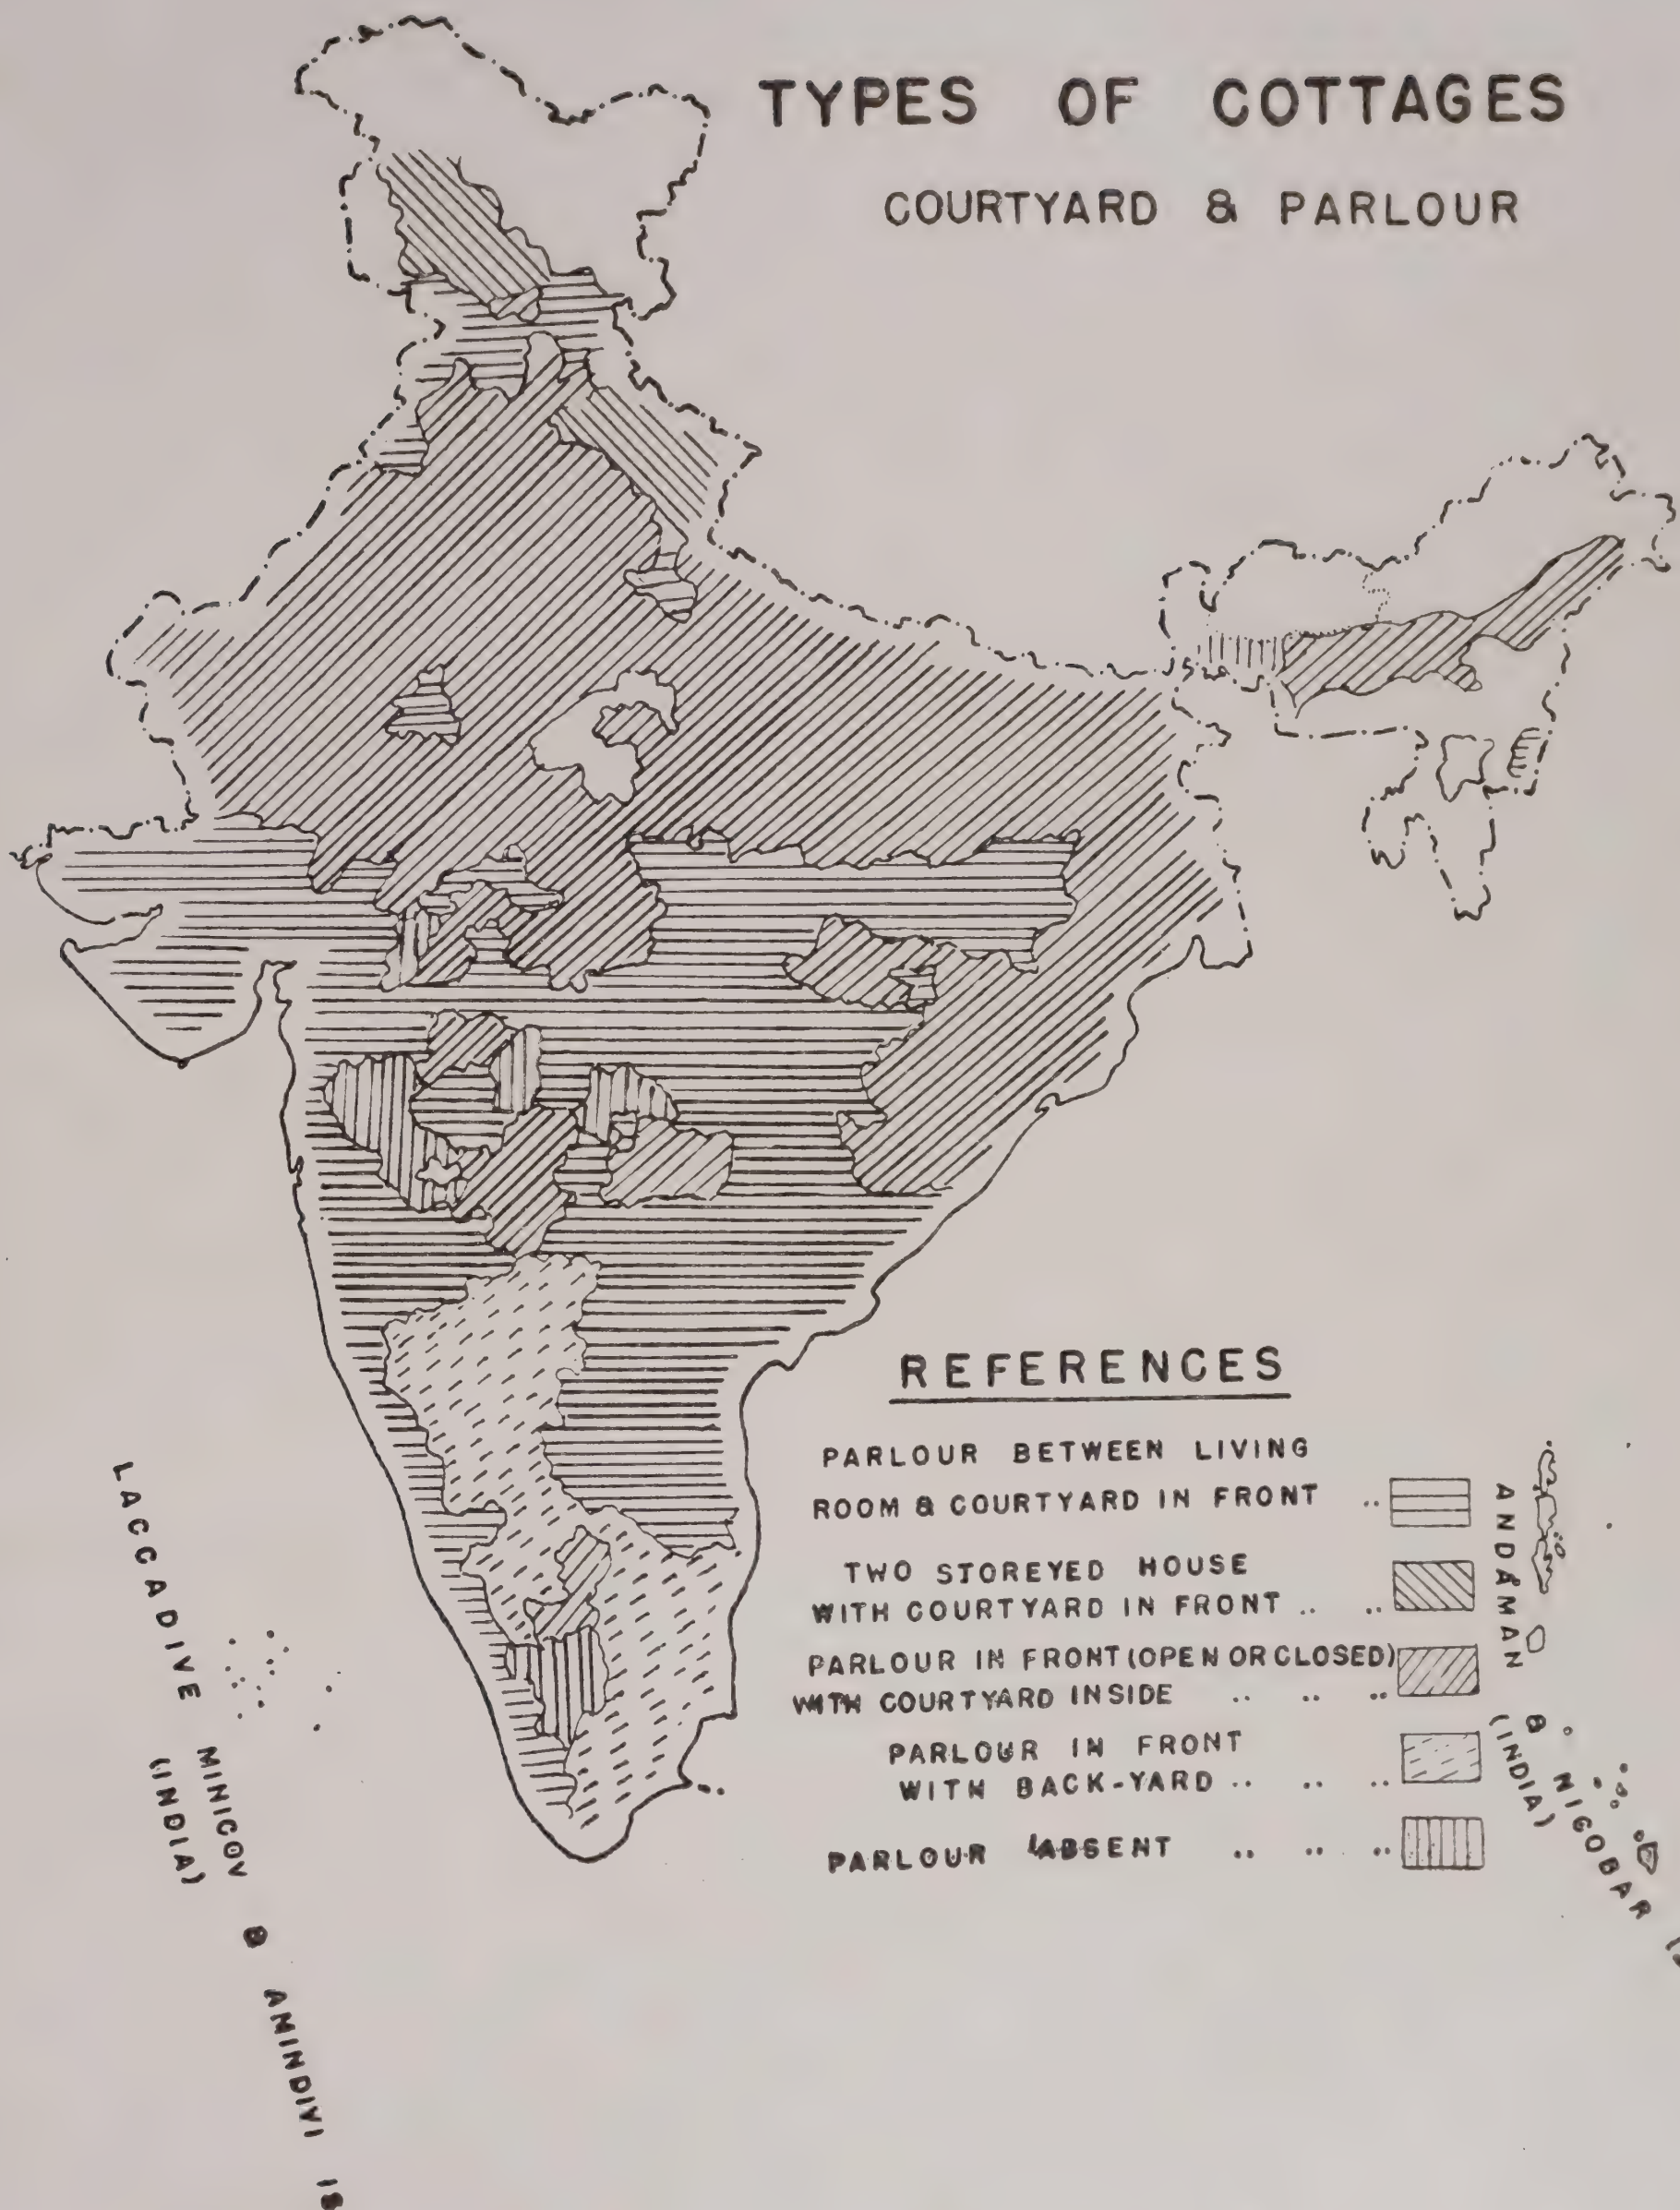 TYPES OF COTTAGES
COURTYARD & PARLOUR
REFERENCES
PARLOUR BETWEEN LIVING
ROOM & COURTYARD IN FRONT ..
TWO STOREYED HOUSE
WITH COURTYARD IN FRONT .. ..
PARLOUR IN FRONT (OPEN OR CLOSED)
WITH COURTYARD INSIDE .. .. ..
PARLOUR IN FRONT
WITH BACK-YARD .. .. ..
PARLOUR ABSENT .. .. ..
LACCADIVE MINICOV & AMINDIVI IS
(INDIA)
ANDAMAN & NICOBAR
(INDIA)